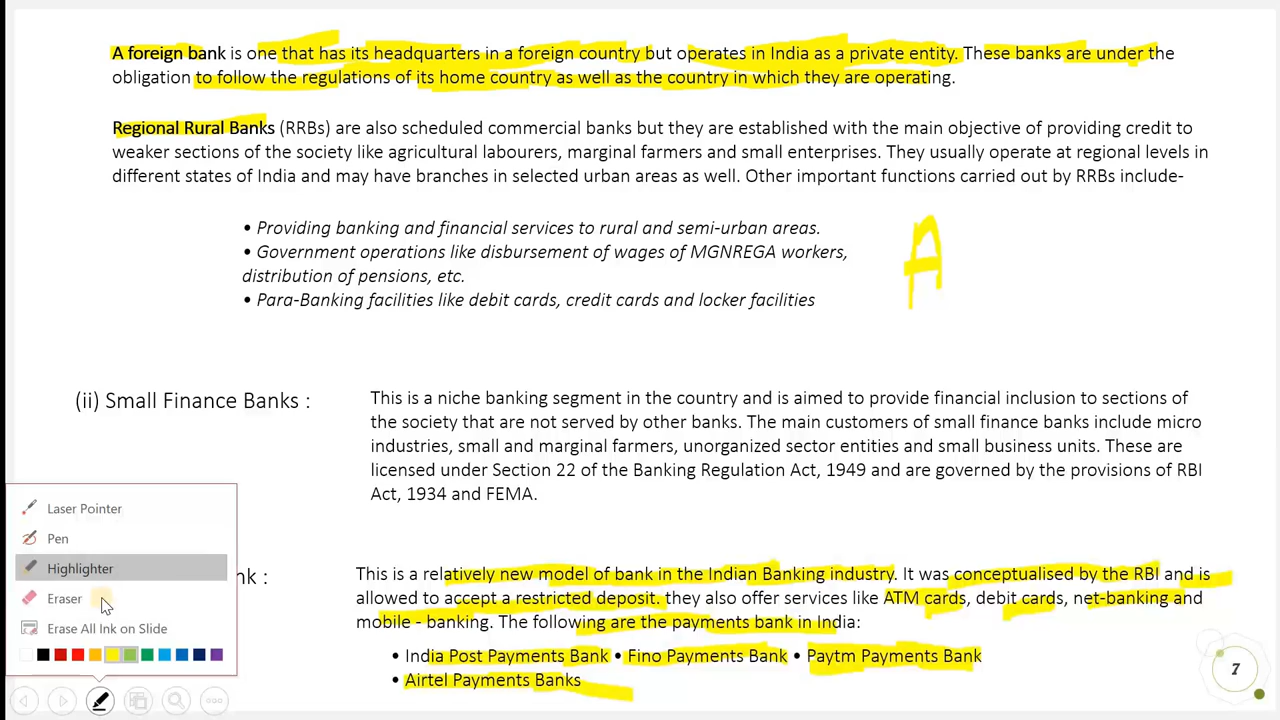 A foreign bank is one that has its headquarters in a foreign country but operates in India as a private entity. These banks are under the
obligation to follow the regulations of its home country as well as the country in which they are operating.
Regional Rural Banks (RRBs) are also scheduled commercial banks but they are established with the main objective of providing credit to
weaker sections of the society like agricultural labourers, marginal farmers and small enterprises. They usually operate at regional levels in
different states of India and may have branches in selected urban areas as well. Other important functions carried out by RRBs include-
• Providing banking and financial services to rural and semi-urban areas.
• Government operations like disbursement of wages of MGNREGA workers,
distribution of pensions, etc.
• Para-Banking facilities like debit cards, credit cards and locker facilities
A
(ii) Small Finance Banks :
This is a niche banking segment in the country and is aimed to provide financial inclusion to sections of
the society that are not served by other banks. The main customers of small finance banks include micro
industries, small and marginal farmers, unorganized sector entities and small business units. These are
licensed under Section 22 of the Banking Regulation Act, 1949 and are governed by the provisions of RBI
Act, 1934 and FEMA.
Laser Pointer
Pen
Highlighter
Eraser
Erase All Ink on Slide
nk :
This is a relatively new model of bank in the Indian Banking industry. It was conceptualised by the RBI and is
allowed to accept a restricted deposit. they also offer services like ATM cards, debit cards, net-banking and
mobile - banking. The following are the payments bank in India:
• India Post Payments Bank • Fino Payments Bank • Paytm Payments Bank
• Airtel Payments Banks
7